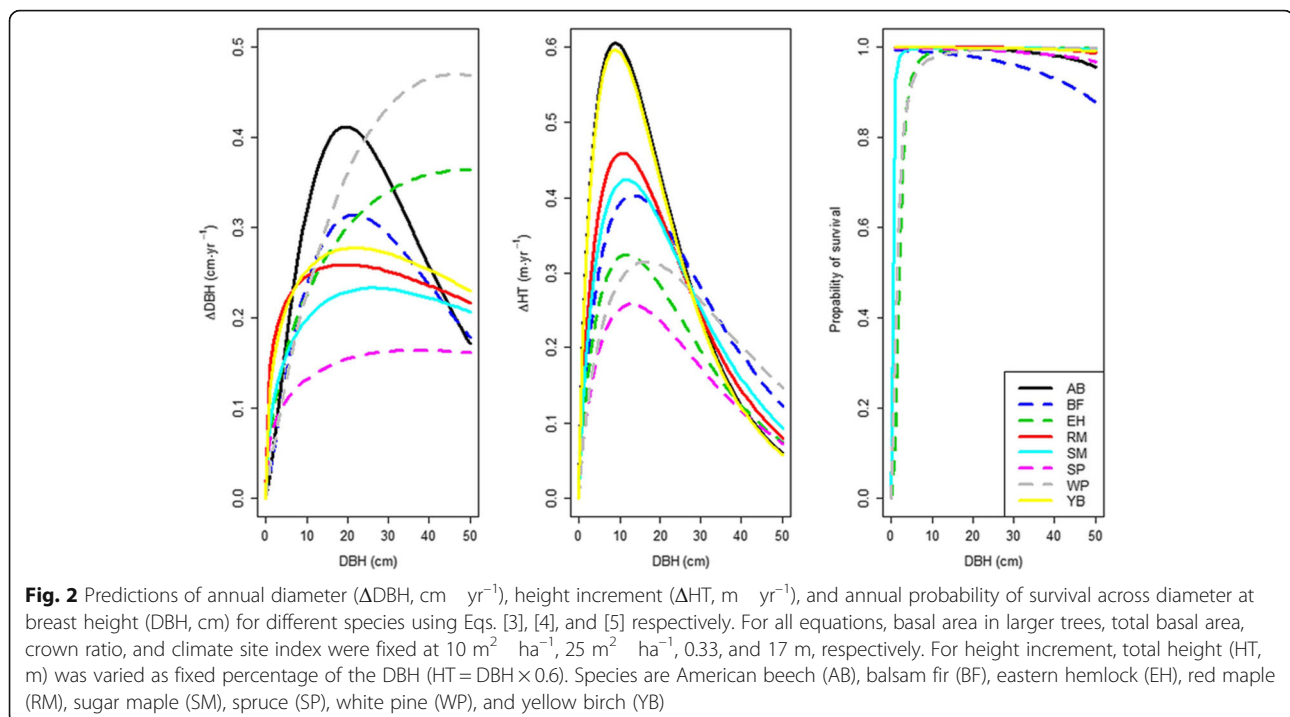 ΔDBH (cm·yr⁻¹)
0.0 0.1 0.2 0.3 0.4 0.5
0 10 20 30 40 50
DBH (cm)
ΔHT (m·yr⁻¹)
0.0 0.1 0.2 0.3 0.4 0.5 0.6
0 10 20 30 40 50
DBH (cm)
Propability of survival
0.0 0.2 0.4 0.6 0.8 1.0
0 10 20 30 40 50
DBH (cm)
AB
BF
EH
RM
SM
SP
WP
YB
Fig. 2 Predictions of annual diameter (ΔDBH, cm yr⁻¹), height increment (ΔHT, m yr⁻¹), and annual probability of survival across diameter at
breast height (DBH, cm) for different species using Eqs. [3], [4], and [5] respectively. For all equations, basal area in larger trees, total basal area,
crown ratio, and climate site index were fixed at 10 m² ha⁻¹, 25 m² ha⁻¹, 0.33, and 17 m, respectively. For height increment, total height (HT,
m) was varied as fixed percentage of the DBH (HT = DBH × 0.6). Species are American beech (AB), balsam fir (BF), eastern hemlock (EH), red maple
(RM), sugar maple (SM), spruce (SP), white pine (WP), and yellow birch (YB)